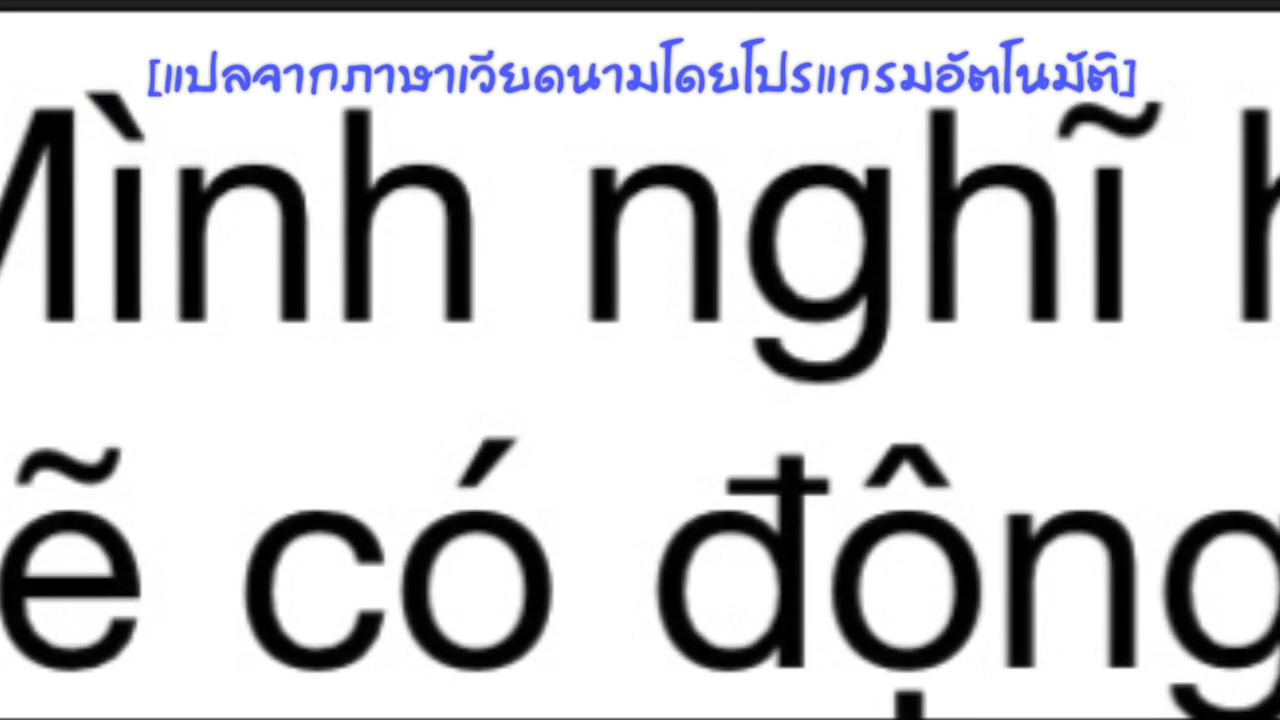 [แปลจากภาษาเวียดนามโดยโปรแกรมอัตโนมัติ]
Mình nghĩ
có